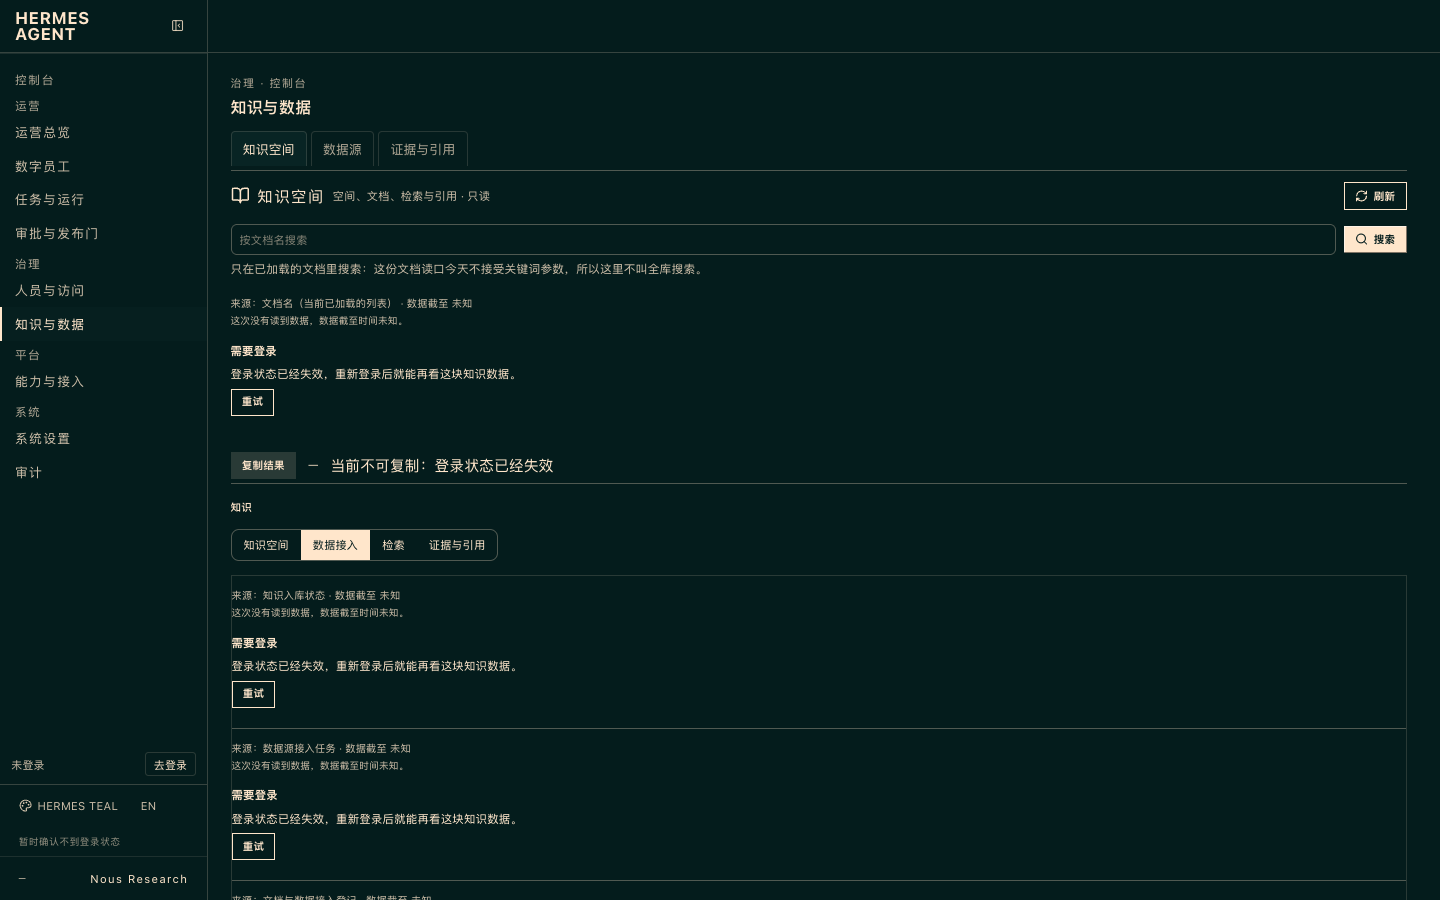 HERMES
AGENT
控制台
运营
运营总览
数字员工
任务与运行
审批与发布门
治理
人员与访问
知识与数据
平台
能力与接入
系统
系统设置
审计
未登录
去登录
HERMES TEAL
EN
暂时确认不到登录状态
—
Nous Research
治理 · 控制台
知识与数据
知识空间
数据源
证据与引用
知识空间 空间、文档、检索与引用 · 只读
刷新
按文档名搜索
搜索
只在已加载的文档里搜索：这份文档读口今天不接受关键词参数，所以这里不叫全库搜索。
来源：文档名（当前已加载的列表） · 数据截至 未知
这次没有读到数据，数据截至时间未知。
需要登录
登录状态已经失效，重新登录后就能再看这块知识数据。
重试
复制结果 — 当前不可复制：登录状态已经失效
知识
知识空间
数据接入
检索
证据与引用
来源：知识入库状态 · 数据截至 未知
这次没有读到数据，数据截至时间未知。
需要登录
登录状态已经失效，重新登录后就能再看这块知识数据。
重试
来源：数据源接入任务 · 数据截至 未知
这次没有读到数据，数据截至时间未知。
需要登录
登录状态已经失效，重新登录后就能再看这块知识数据。
重试
来源：文档与数据接入登记 · 数据截至 未知